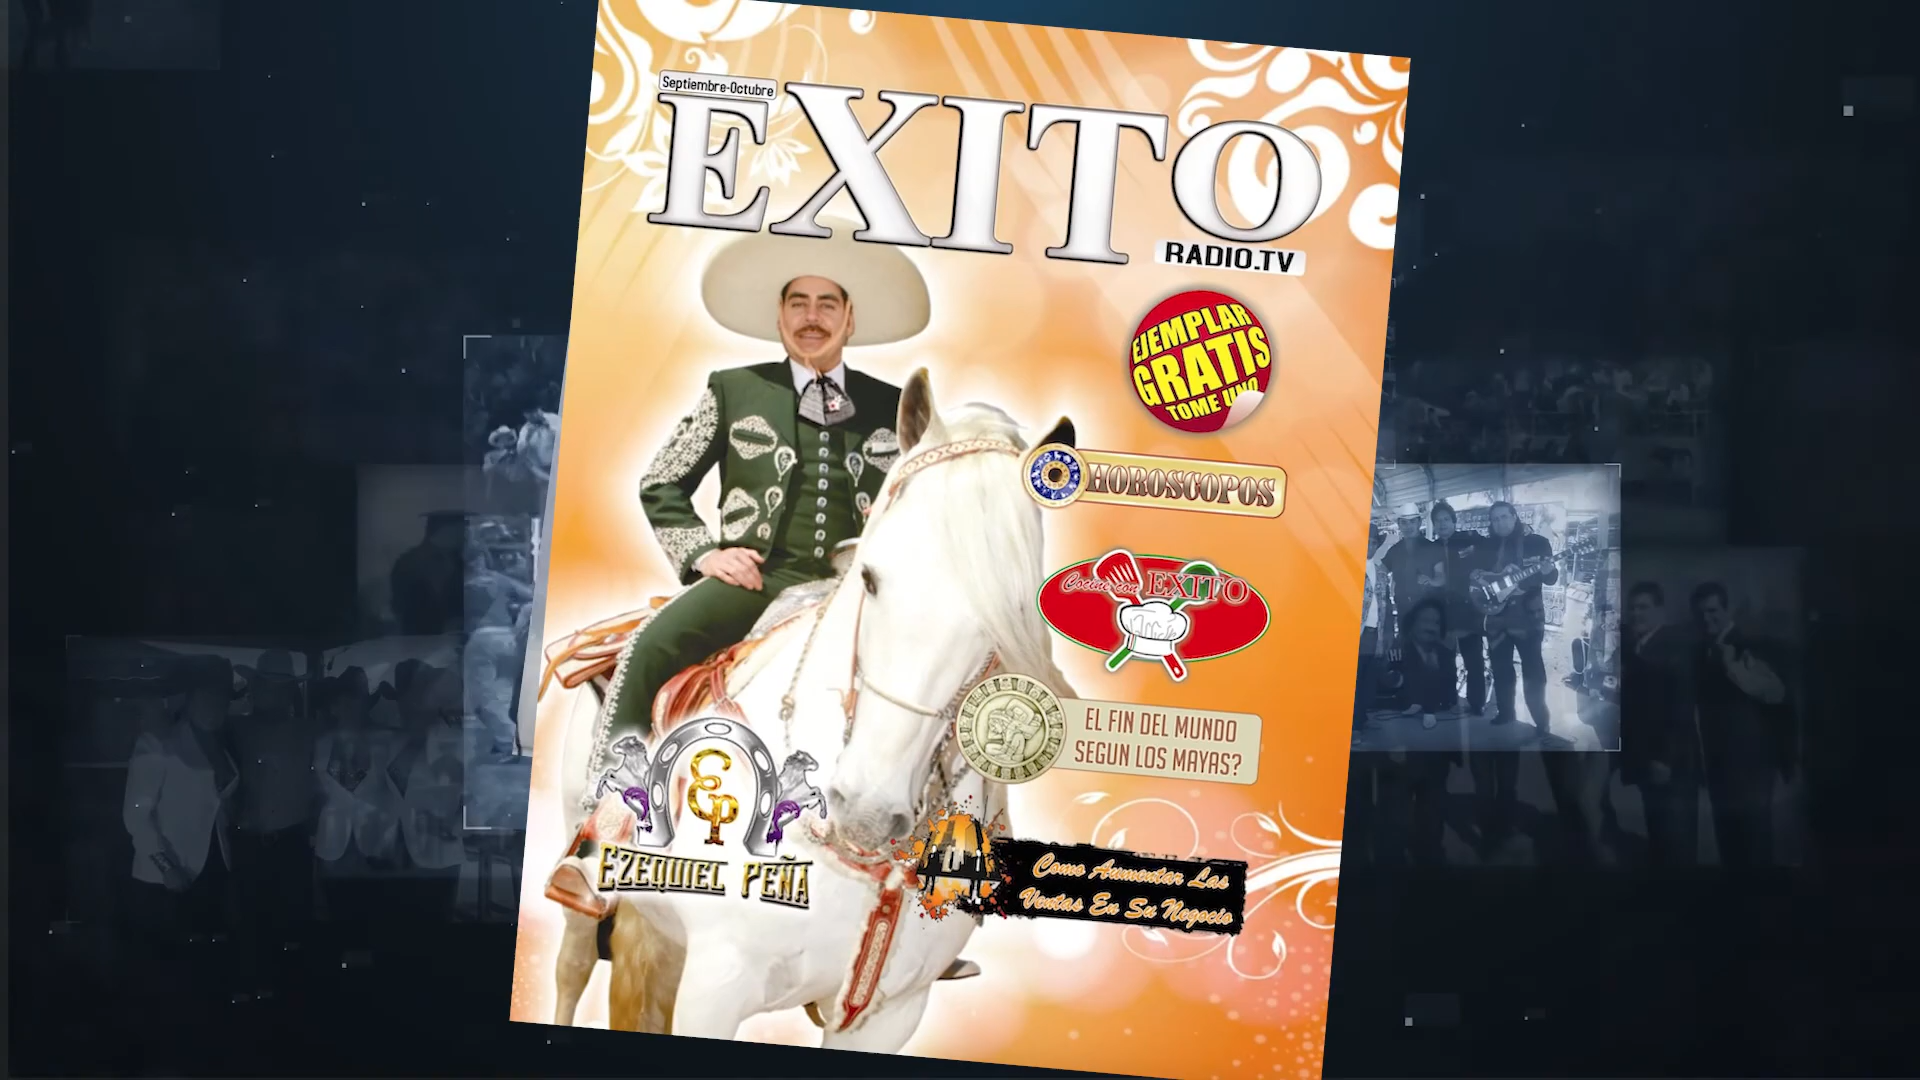 Septiembre-Octubre
EXITO
RADIO.TV
EJEMPLAR
GRATIS
TOME UNO
HOROSCOPOS
Cocine con EXITO
EL FIN DEL MUNDO
SEGUN LOS MAYAS?
EP
EZEQUIEL PEÑA
Como Aumentar Las
Ventas En Su Negocio